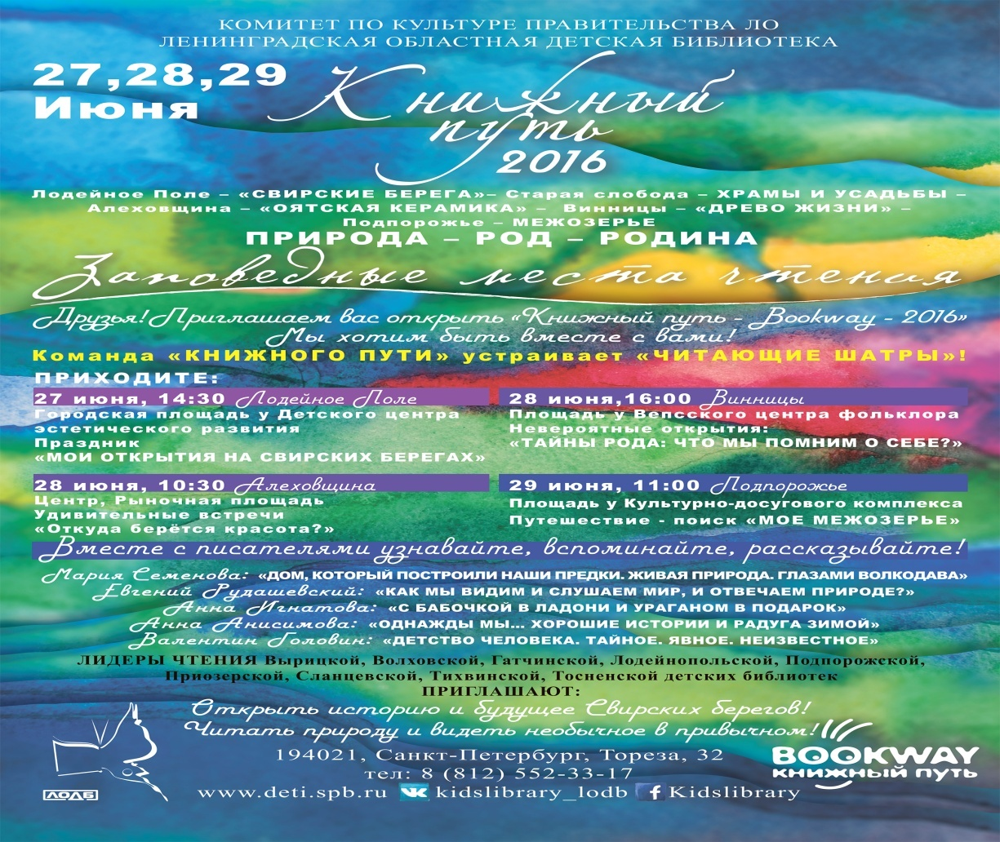 КОМИТЕТ ПО КУЛЬТУРЕ ПРАВИТЕЛЬСТВА ЛО
ЛЕНИНГРАДСКАЯ ОБЛАСТНАЯ ДЕТСКАЯ БИБЛИОТЕКА
27,28,29
Июня
Книжный
путь
2016
Лодейное Поле – «СВИРСКИЕ БЕРЕГА»– Старая слобода – ХРАМЫ И УСАДЬБЫ –
Алеховщина – «ОЯТСКАЯ КЕРАМИКА» – Винницы – «ДРЕВО ЖИЗНИ» –
Подпорожье – МЕЖОЗЕРЬЕ
ПРИРОДА – РОД – РОДИНА
Заповедные места чтения
Друзья! Приглашаем вас открыть «Книжный путь - Bookway - 2016»
Мы хотим быть вместе с вами!
Команда «КНИЖНОГО ПУТИ» устраивает «ЧИТАЮЩИЕ ШАТРЫ»!
ПРИХОДИТЕ:
27 июня, 14:30 Лодейное Поле
Городская площадь у Детского центра
эстетического развития
Праздник
«МОИ ОТКРЫТИЯ НА СВИРСКИХ БЕРЕГАХ»
28 июня,16:00 Винницы
Площадь у Вепсского центра фольклора
Невероятные открытия:
«ТАЙНЫ РОДА: ЧТО МЫ ПОМНИМ О СЕБЕ?»
28 июня, 10:30 Алеховщина
Центр, Рыночная площадь
Удивительные встречи
«Откуда берётся красота?»
29 июня, 11:00 Подпорожье
Площадь у Культурно-досугового комплекса
Путешествие - поиск «МОЕ МЕЖОЗЕРЬЕ»
Вместе с писателями узнавайте, вспоминайте, рассказывайте!
Мария Семенова: «ДОМ, КОТОРЫЙ ПОСТРОИЛИ НАШИ ПРЕДКИ. ЖИВАЯ ПРИРОДА. ГЛАЗАМИ ВОЛКОДАВА»
Евгений Рудашевский: «КАК МЫ ВИДИМ И СЛУШАЕМ МИР, И ОТВЕЧАЕМ ПРИРОДЕ?»
Анна Игнатова: «С БАБОЧКОЙ В ЛАДОНИ И УРАГАНОМ В ПОДАРОК»
Анна Анисимова: «ОДНАЖДЫ МЫ... ХОРОШИЕ ИСТОРИИ И РАДУГА ЗИМОЙ»
Валентин Головин: «ДЕТСТВО ЧЕЛОВЕКА. ТАЙНОЕ. ЯВНОЕ. НЕИЗВЕСТНОЕ»
ЛИДЕРЫ ЧТЕНИЯ Вырицкой, Волховской, Гатчинской, Лодейнопольской, Подпорожской,
Приозерской, Сланцевской, Тихвинской, Тосненской детских библиотек
ПРИГЛАШАЮТ:
Открыть историю и будущее Свирских берегов!
Читать природу и видеть необычное в привычном!
194021, Санкт-Петербург, Тореза, 32
тел: 8 (812) 552-33-17
www.deti.spb.ru kidslibrary_lodb f Kidslibrary
ЛОДБ
BOOKWAY
книжный путь